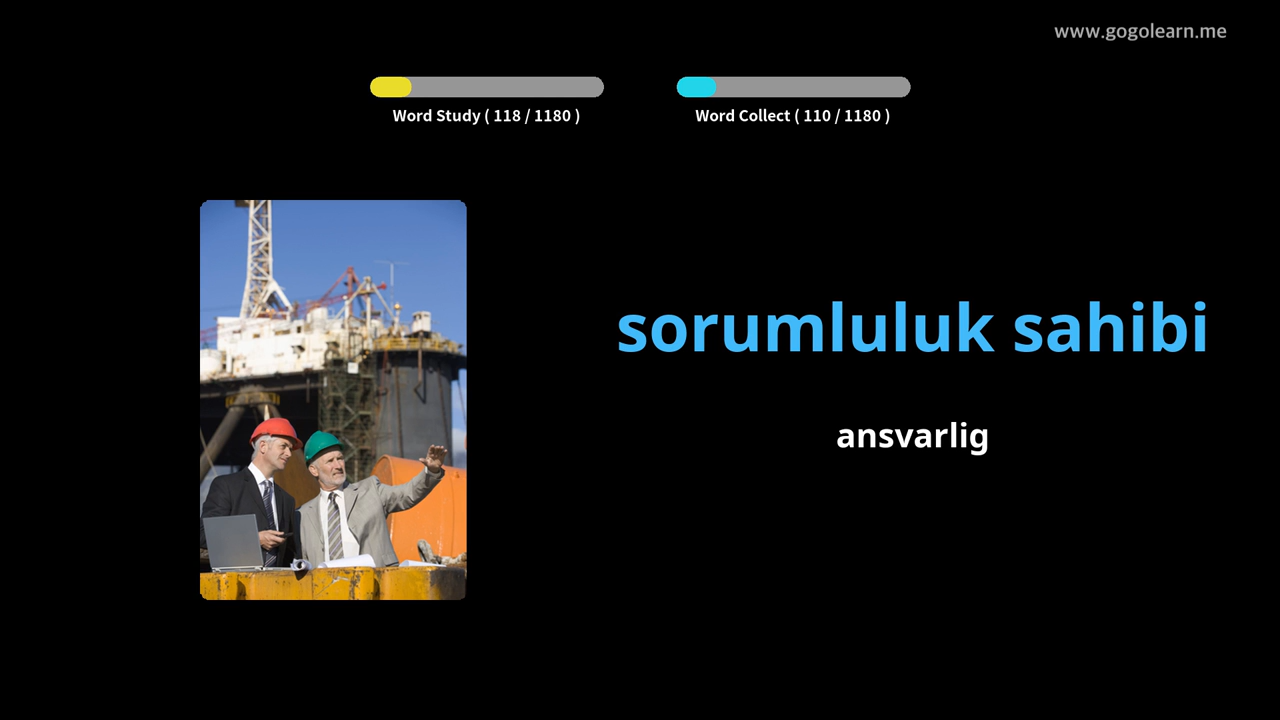 www.gogolearn.me
Word Study ( 118 / 1180 )
Word Collect ( 110 / 1180 )
sorumluluk sahibi
ansvarlig